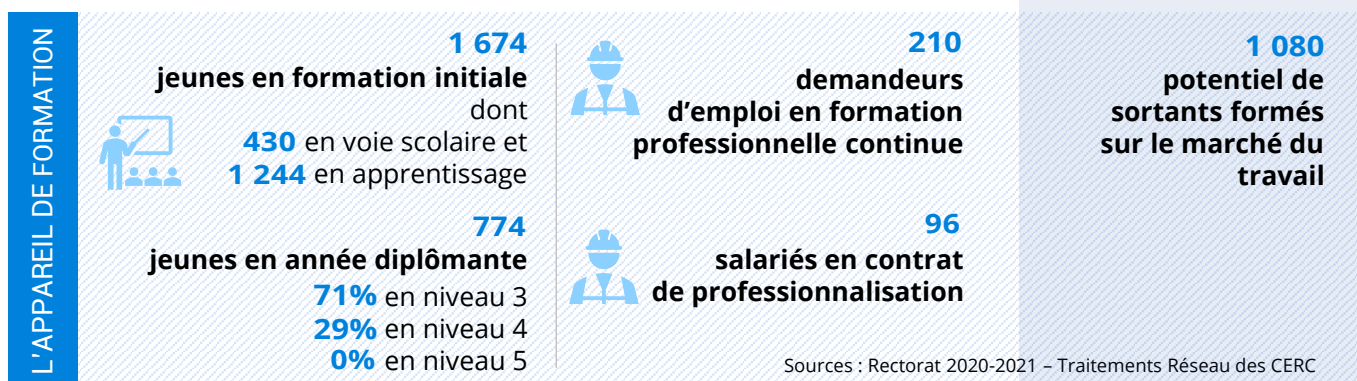 L'APPAREIL DE FORMATION
1 674
jeunes en formation initiale
dont
430 en voie scolaire et
1 244 en apprentissage
774
jeunes en année diplômante
71% en niveau 3
29% en niveau 4
0% en niveau 5
210
demandeurs
d'emploi en formation
professionnelle continue
96
salariés en contrat
de professionnalisation
1 080
potentiel de
sortants formés
sur le marché du
travail
Sources : Rectorat 2020-2021 – Traitements Réseau des CERC